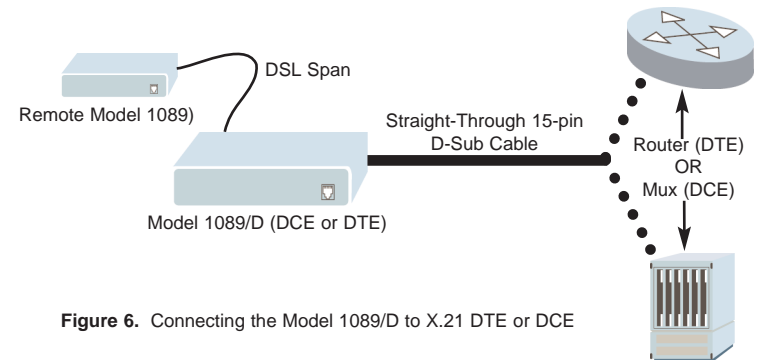 DSL Span
Remote Model 1089)
Straight-Through 15-pin
D-Sub Cable
Router (DTE)
OR
Mux (DCE)
Model 1089/D (DCE or DTE)
Figure 6. Connecting the Model 1089/D to X.21 DTE or DCE